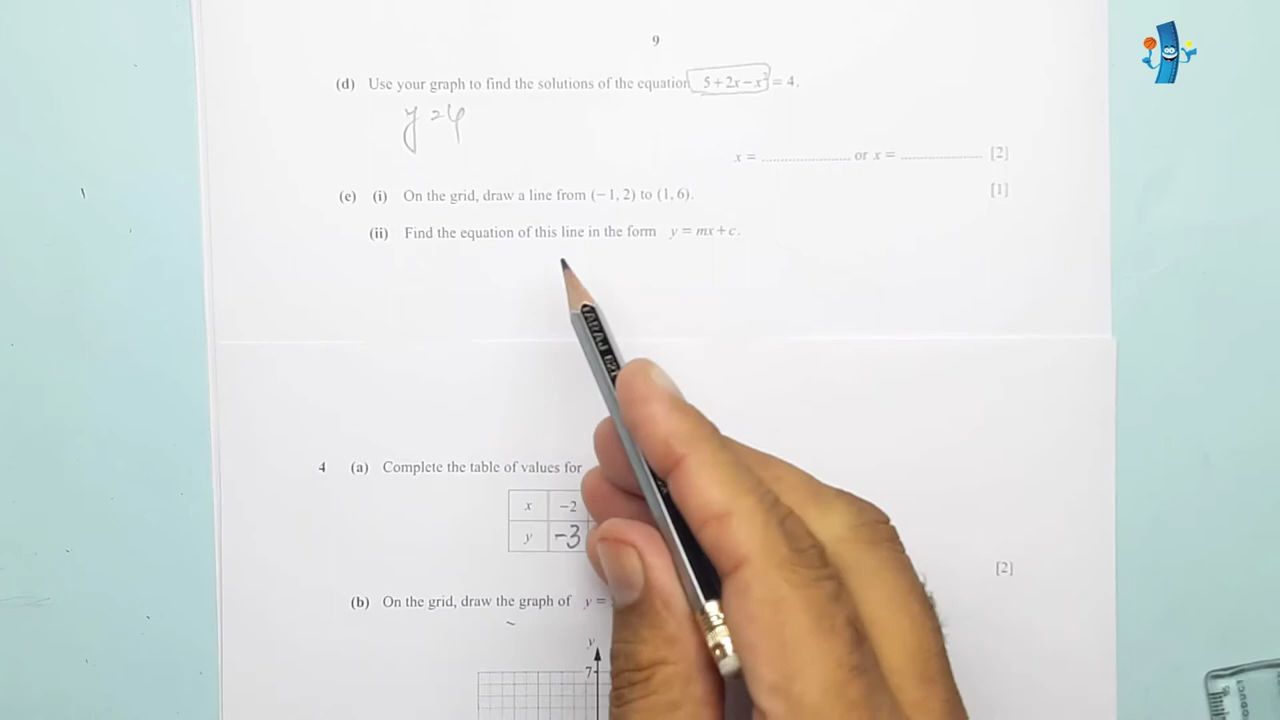 9
(d) Use your graph to find the solutions of the equation 5 + 2x − x² = 4.
y = 4
x = ........................ or x = ........................ [2]
(e) (i) On the grid, draw a line from (−1, 2) to (1, 6). [1]
(ii) Find the equation of this line in the form y = mx + c.
4 (a) Complete the table of values for
x −2
y −3
[2]
(b) On the grid, draw the graph of y =
y
7